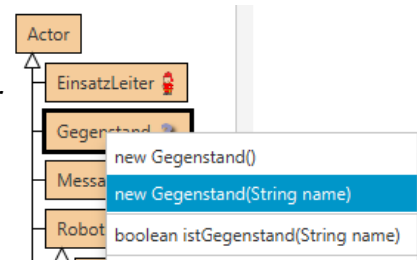 Actor
EinsatzLeiter
Gegenstand
new Gegenstand()
Messa
new Gegenstand(String name)
Robot
boolean istGegenstand(String name)